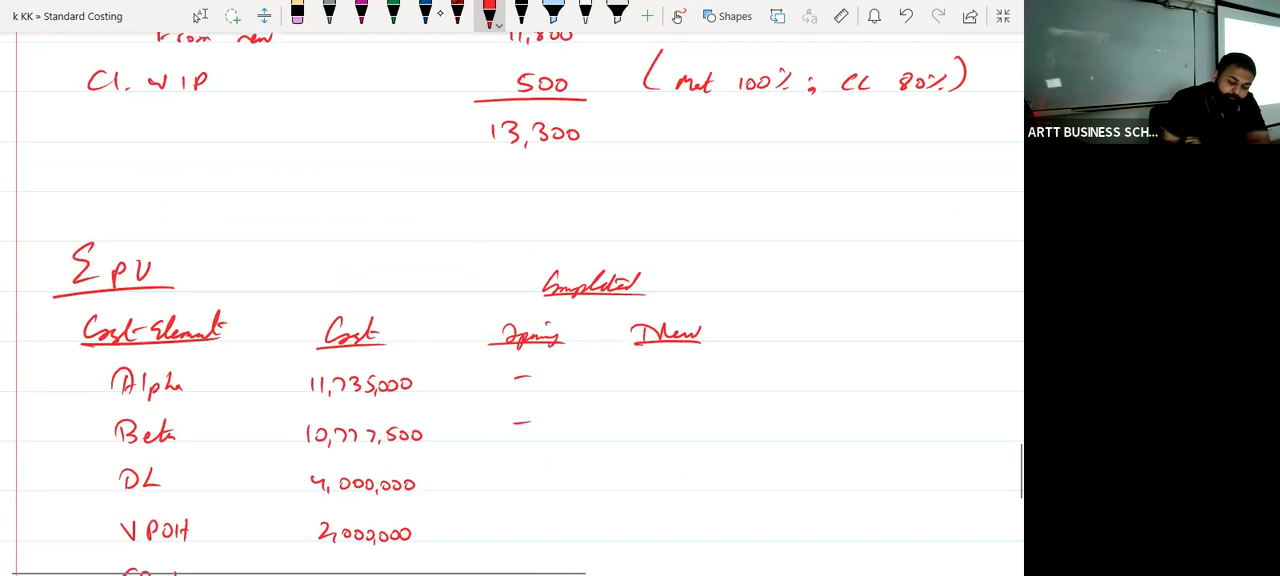 k KK » Standard Costing
Shapes
From new 11,800
Cl. WIP 500 (Mat 100% ; CC 80%)
13,300
ARTT BUSINESS SCH...
EPU
Completed
Cost Element Cost Opening New
Alpha 11,735,000 -
Beta 10,777,500 -
DL 4,000,000
VPOH 2,000,000